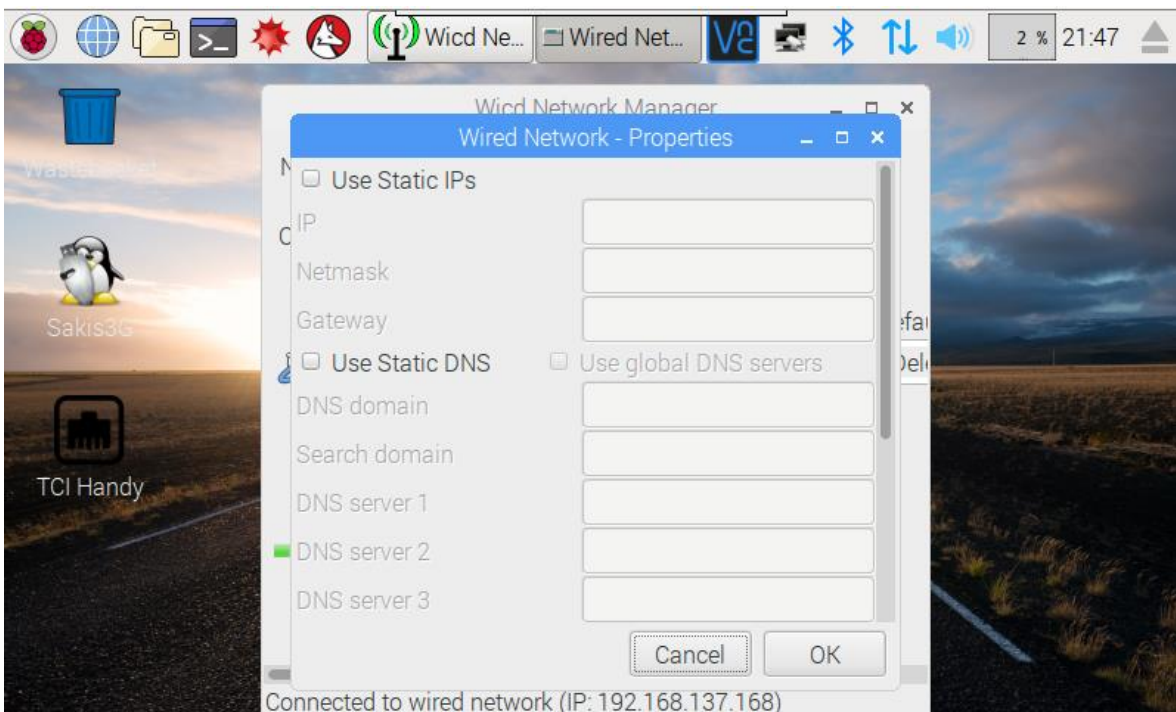 Wicd Ne...
Wired Net...
V2
2 %
21:47
Wastebasket
Sakis3G
TCI Handy
Wicd Network Manager
Wired Network - Properties
Use Static IPs
IP
Netmask
Gateway
Use Static DNS
Use global DNS servers
DNS domain
Search domain
DNS server 1
DNS server 2
DNS server 3
Cancel
OK
Connected to wired network (IP: 192.168.137.168)